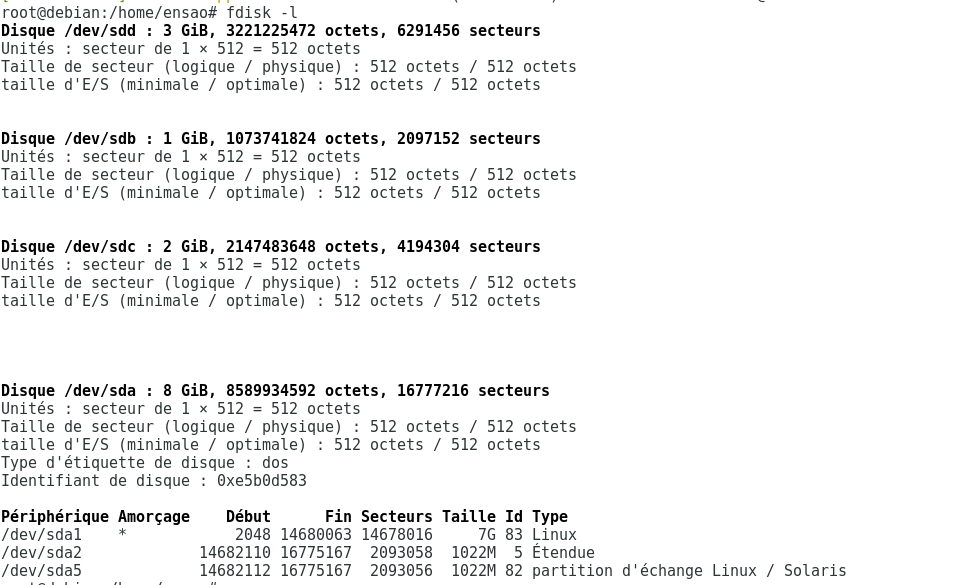 root@debian:/home/ensao# fdisk -l
Disque /dev/sdd : 3 GiB, 3221225472 octets, 6291456 secteurs
Unités : secteur de 1 × 512 = 512 octets
Taille de secteur (logique / physique) : 512 octets / 512 octets
taille d'E/S (minimale / optimale) : 512 octets / 512 octets
Disque /dev/sdb : 1 GiB, 1073741824 octets, 2097152 secteurs
Unités : secteur de 1 × 512 = 512 octets
Taille de secteur (logique / physique) : 512 octets / 512 octets
taille d'E/S (minimale / optimale) : 512 octets / 512 octets
Disque /dev/sdc : 2 GiB, 2147483648 octets, 4194304 secteurs
Unités : secteur de 1 × 512 = 512 octets
Taille de secteur (logique / physique) : 512 octets / 512 octets
taille d'E/S (minimale / optimale) : 512 octets / 512 octets
Disque /dev/sda : 8 GiB, 8589934592 octets, 16777216 secteurs
Unités : secteur de 1 × 512 = 512 octets
Taille de secteur (logique / physique) : 512 octets / 512 octets
taille d'E/S (minimale / optimale) : 512 octets / 512 octets
Type d'étiquette de disque : dos
Identifiant de disque : 0xe5b0d583
Périphérique Amorçage    Début      Fin Secteurs Taille Id Type
/dev/sda1    *            2048 14680063 14678016     7G 83 Linux
/dev/sda2             14682110 16775167  2093058  1022M  5 Étendue
/dev/sda5             14682112 16775167  2093056  1022M 82 partition d'échange Linux / Solaris